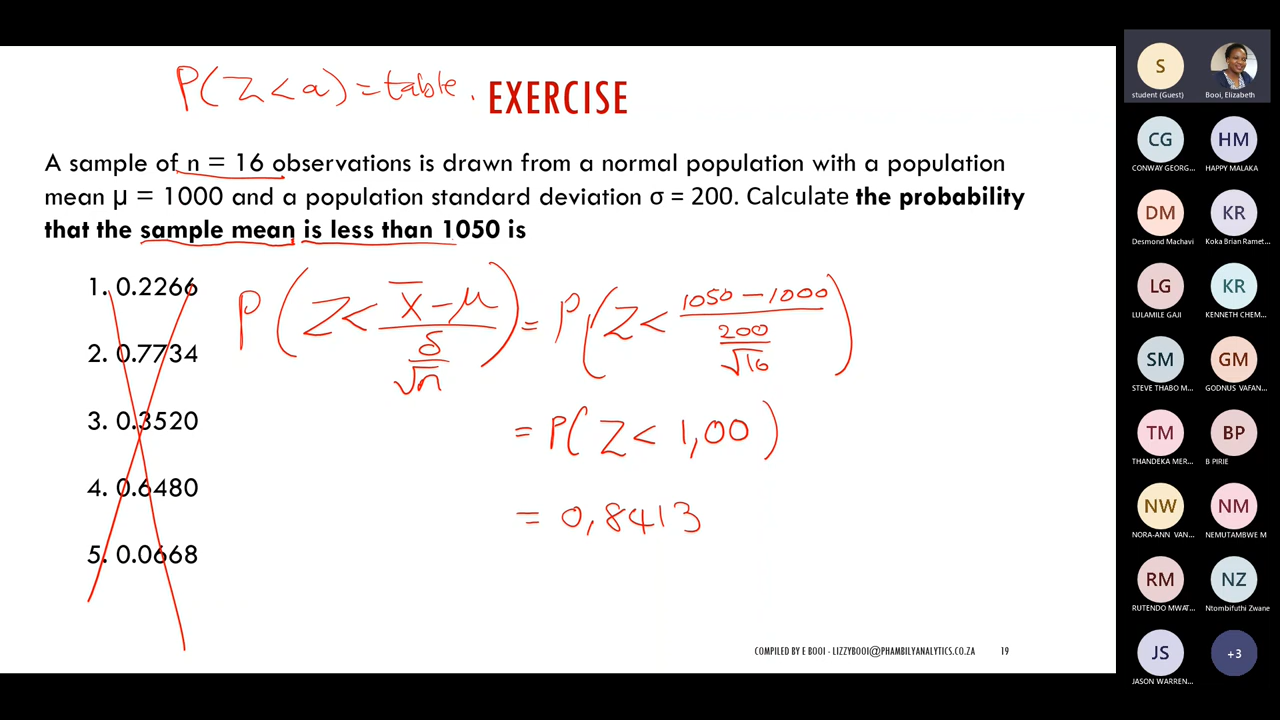 P(Z < a) = table.
EXERCISE
A sample of n = 16 observations is drawn from a normal population with a population
mean μ = 1000 and a population standard deviation σ = 200. Calculate the probability
that the sample mean is less than 1050 is
1. 0.2266
2. 0.7734
3. 0.3520
4. 0.6480
5. 0.0668
P(Z < (x̄ − μ)/(δ/√n)) = P(Z < (1050 − 1000)/(200/√16))
= P(Z < 1,00)
= 0,8413
COMPILED BY E BOOI - LIZZYBOOI@PHAMBILYANALYTICS.CO.ZA 19
S
student (Guest)
Booi, Elizabeth
CG
CONWAY GEORG...
HM
HAPPY MALAKA
DM
Desmond Machavi
KR
Koka Brian Ramet...
LG
LULAMILE GAJI
KR
KENNETH CHEM...
SM
STEVE THABO M...
GM
GODNUS VAFAN...
TM
THANDEKA MER...
BP
B PIRIE
NW
NORA-ANN VAN...
NM
NEMUTAMBWE M
RM
RUTENDO MWAT...
NZ
Ntombifuthi Zwane
JS
JASON WARREN...
+3